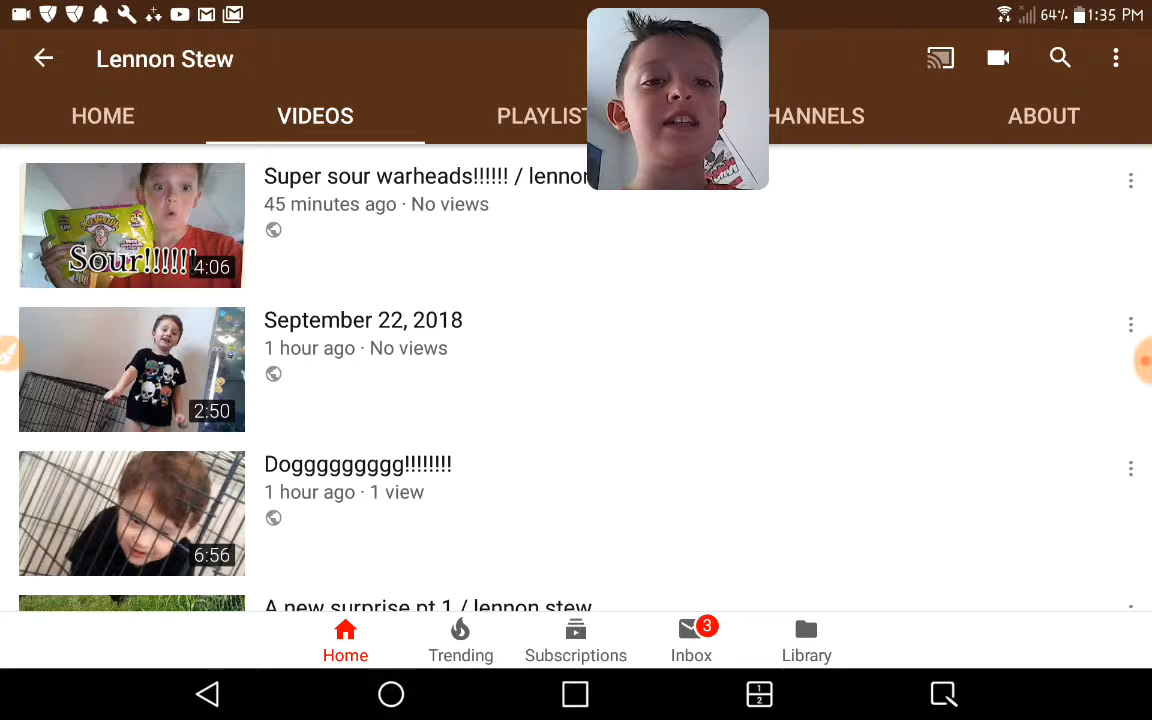 64% 1:35 PM
Lennon Stew
HOME VIDEOS PLAYLIST HANNELS ABOUT
Super sour warheads!!!!!! / lennon
45 minutes ago · No views
Sour!!!!!! 4:06
September 22, 2018
1 hour ago · No views
2:50
Doggggggggg!!!!!!!!
1 hour ago · 1 view
6:56
A new surprise pt 1 / lennon stew
3
Home Trending Subscriptions Inbox Library